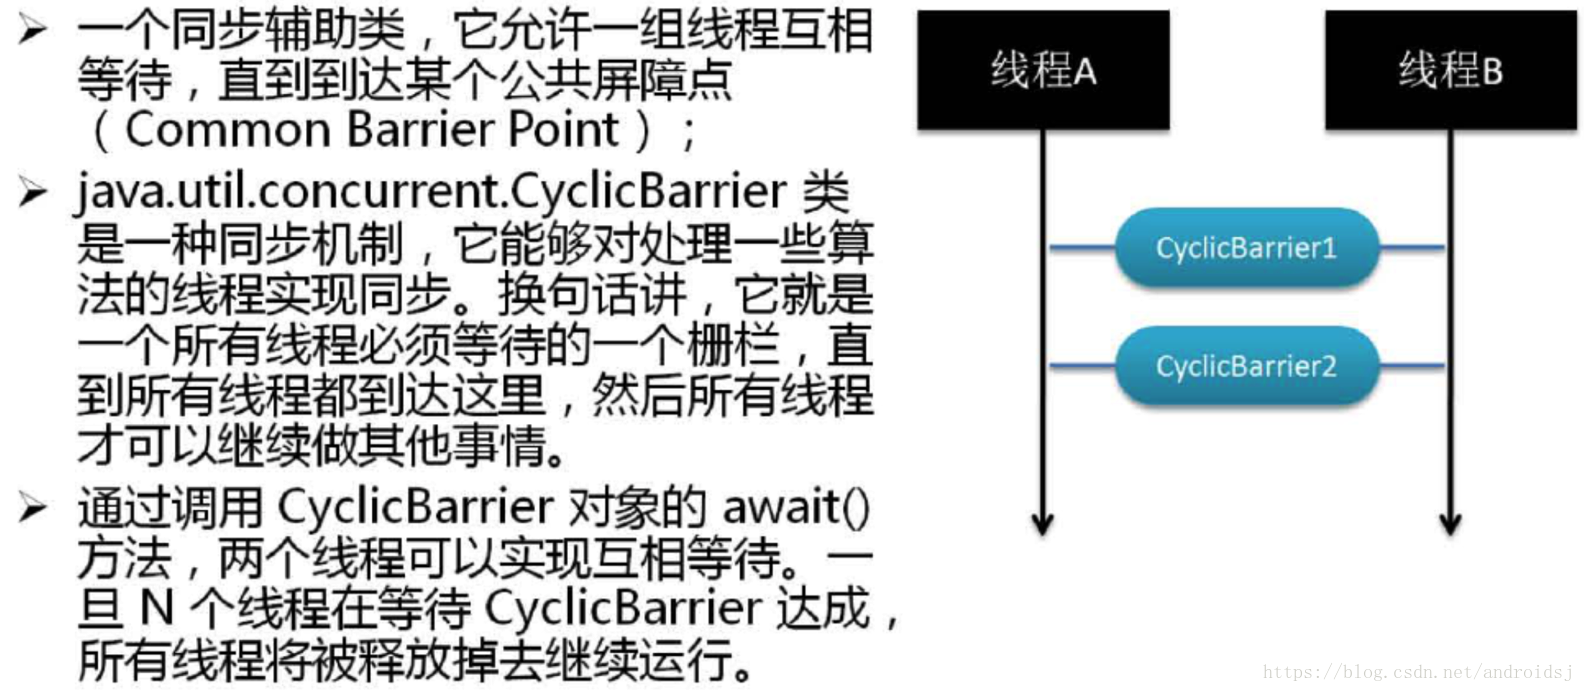 ➢ 一个同步辅助类，它允许一组线程互相
等待，直到到达某个公共屏障点
（Common Barrier Point）；
➢ java.util.concurrent.CyclicBarrier 类
是一种同步机制，它能够对处理一些算
法的线程实现同步。换句话讲，它就是
一个所有线程必须等待的一个栅栏，直
到所有线程都到达这里，然后所有线程
才可以继续做其他事情。
➢ 通过调用 CyclicBarrier 对象的 await()
方法，两个线程可以实现互相等待。一
旦 N 个线程在等待 CyclicBarrier 达成，
所有线程将被释放掉去继续运行。
线程A
线程B
CyclicBarrier1
CyclicBarrier2
https://blog.csdn.net/androidsj